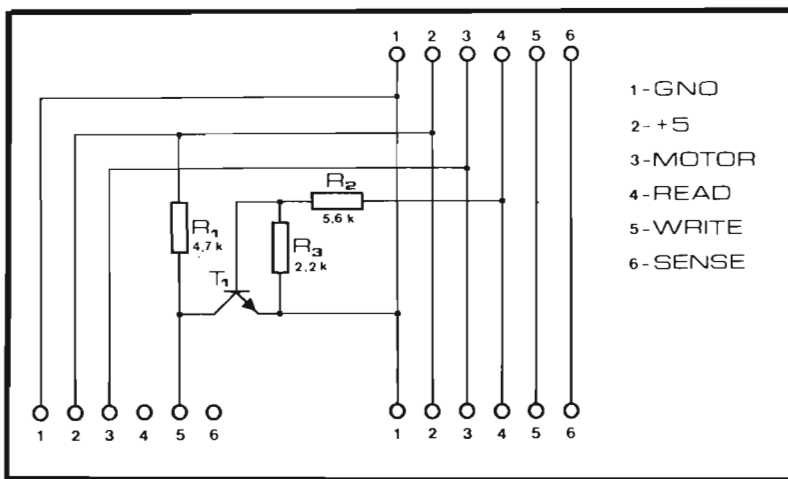 1 2 3 4 5 6
1-GNO
2-+5
3-MOTOR
4-READ
5-WRITE
6-SENSE
R2
5,6 k
R1
4,7 k
R3
2,2 k
T1
1 2 3 4 5 6
1 2 3 4 5 6